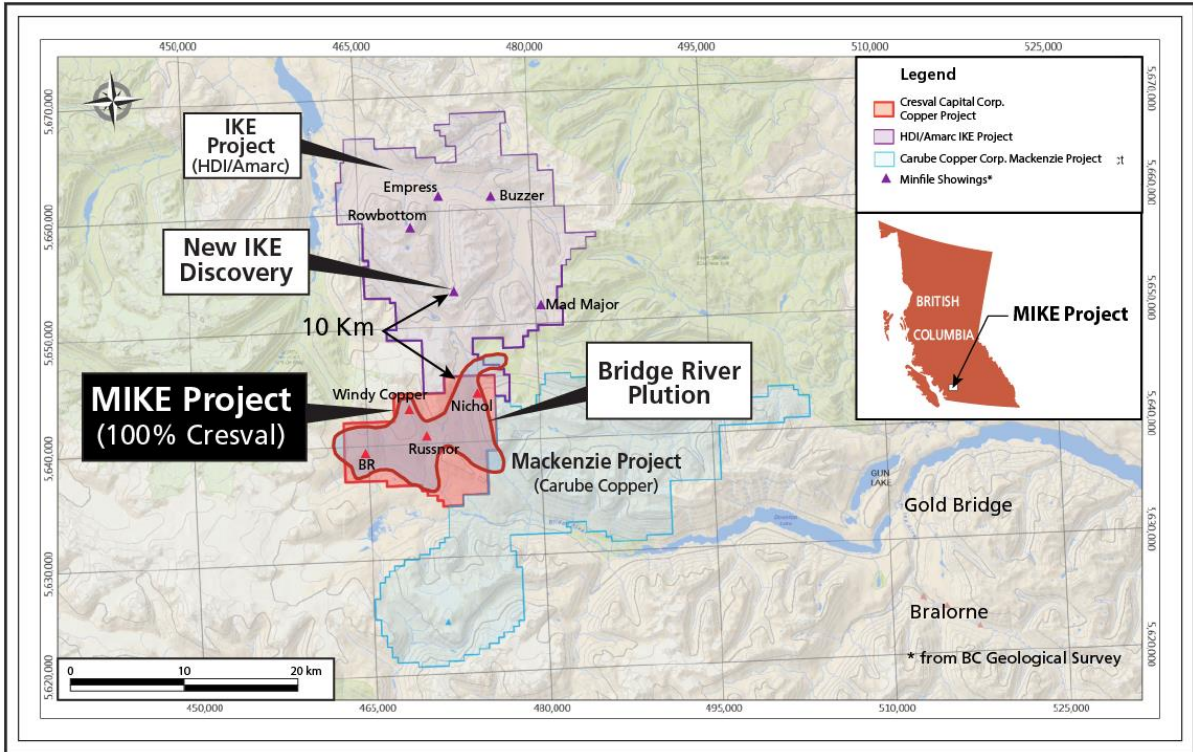 450,000
465,000
480,000
495,000
510,000
525,000
5,670,000
5,660,000
5,650,000
5,640,000
5,630,000
5,620,000
IKE
Project
(HDI/Amarc)
Empress
Buzzer
Rowbottom
New IKE
Discovery
Mad Major
10 Km
MIKE Project
(100% Cresval)
Windy Copper
Nichol
Russnor
BR
Bridge River
Plution
Mackenzie Project
(Carube Copper)
GUN
LAKE
Gold Bridge
Bralorne
* from BC Geological Survey
Legend
Cresval Capital Corp.
Copper Project
HDI/Amarc IKE Project
Carube Copper Corp. Mackenzie Project
Minfile Showings*
BRITISH
COLUMBIA
MIKE Project
5,670,000
5,660,000
5,650,000
5,640,000
5,630,000
5,620,000
0
10
20 km
450,000
465,000
480,000
495,000
510,000
525,000